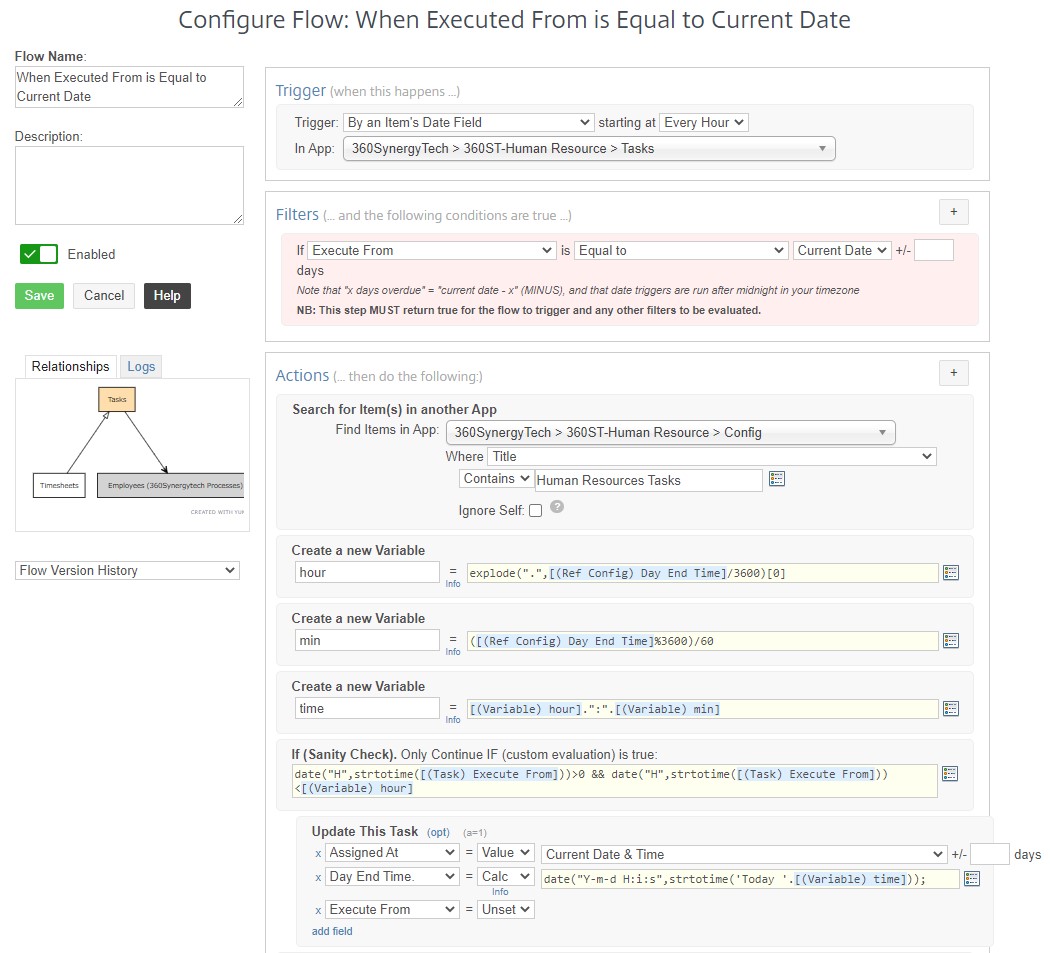 Configure Flow: When Executed From is Equal to Current Date
Flow Name:
When Executed From is Equal to
Current Date
Description:
Enabled
Save Cancel Help
Relationships Logs
Tasks
Timesheets
Employees (360Synergytech Processes)
CREATED WITH YUF
Flow Version History
Trigger (when this happens ...)
Trigger: By an Item's Date Field starting at Every Hour
In App: 360SynergyTech > 360ST-Human Resource > Tasks
Filters (... and the following conditions are true ...)
+
If Execute From is Equal to Current Date +/-
days
Note that "x days overdue" = "current date - x" (MINUS), and that date triggers are run after midnight in your timezone
NB: This step MUST return true for the flow to trigger and any other filters to be evaluated.
Actions (... then do the following:)
+
Search for Item(s) in another App
Find Items in App: 360SynergyTech > 360ST-Human Resource > Config
Where Title
Contains Human Resources Tasks
Ignore Self: ?
Create a new Variable
hour = explode(".",[(Ref Config) Day End Time]/3600)[0]
Info
Create a new Variable
min = ([(Ref Config) Day End Time]%3600)/60
Info
Create a new Variable
time = [(Variable) hour].":".[(Variable) min]
Info
If (Sanity Check). Only Continue IF (custom evaluation) is true:
date("H",strtotime([(Task) Execute From]))>0 && date("H",strtotime([(Task) Execute From]))
<[(Variable) hour]
Update This Task (opt) (a=1)
x Assigned At = Value Current Date & Time +/- days
x Day End Time. = Calc date("Y-m-d H:i:s",strtotime('Today '.[(Variable) time]));
Info
x Execute From = Unset
add field